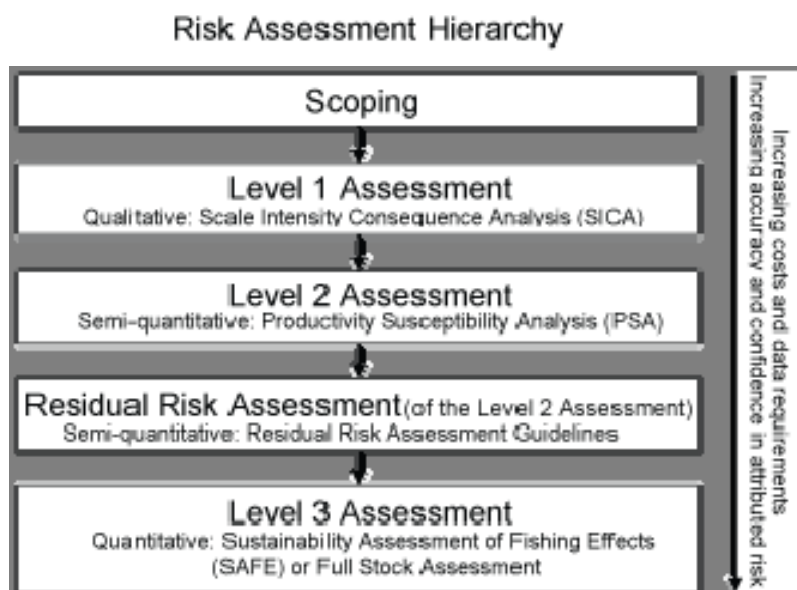 Risk Assessment Hierarchy
Scoping
Level 1 Assessment
Qualitative: Scale Intensity Consequence Analysis (SICA)
Level 2 Assessment
Semi-quantitative: Productivity Susceptibility Analysis (PSA)
Residual Risk Assessment (of the Level 2 Assessment)
Semi-quantitative: Residual Risk Assessment Guidelines
Level 3 Assessment
Quantitative: Sustainability Assessment of Fishing Effects
(SAFE) or Full Stock Assessment
Increasing costs and data requirements
Increasing accuracy and confidence in attributed risk